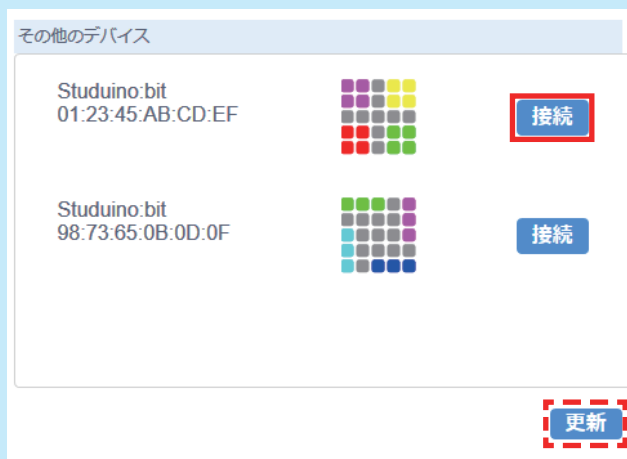 その他のデバイス
Studuino:bit
01:23:45:AB:CD:EF
接続
Studuino:bit
98:73:65:0B:0D:0F
接続
更新